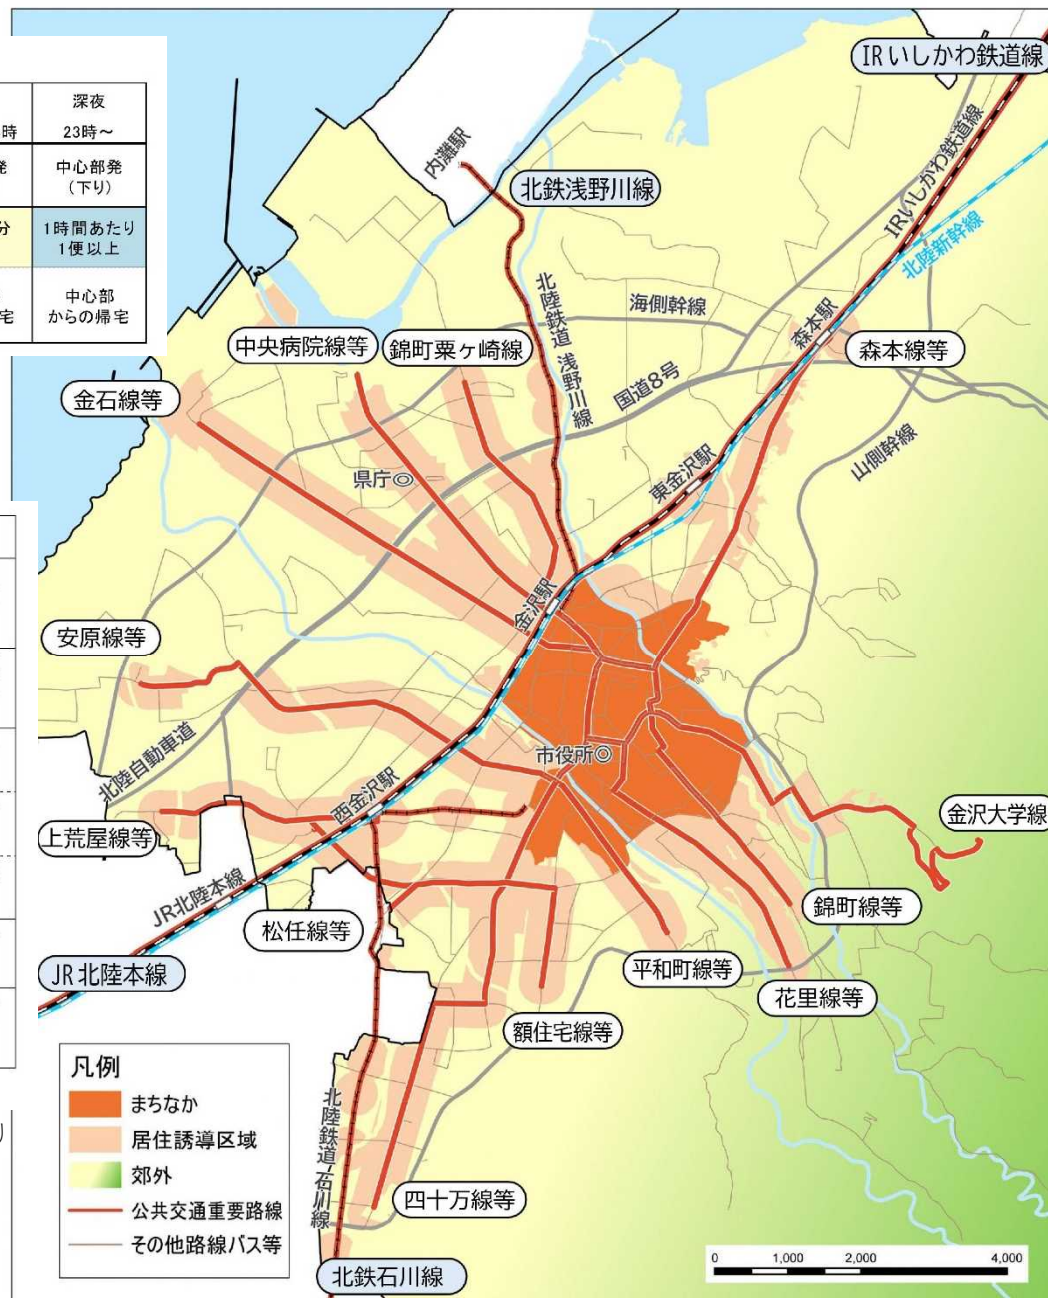 深夜
時 23時～
発 中心部発
(下り)
分 1時間あたり
1便以上
中心部
宅 からの帰宅
IRいしかわ鉄道線
内灘駅
北鉄浅野川線
IRいしかわ鉄道線
北陸新幹線
北陸鉄道 浅野川線
海側幹線
森本駅
中央病院線等
錦町粟ヶ崎線
森本線等
国道8号
金石線等
山側幹線
県庁◎
東金沢駅
金沢駅
安原線等
市役所◎
北陸自動車道
西金沢駅
上荒屋線等
金沢大学線
JR北陸本線
錦町線等
松任線等
平和町線等
JR北陸本線
花里線等
額住宅線等
凡例
まちなか
居住誘導区域
郊外
公共交通重要路線
その他路線バス等
北陸鉄道 石川線
四十万線等
北鉄石川線
0 1,000 2,000 4,000